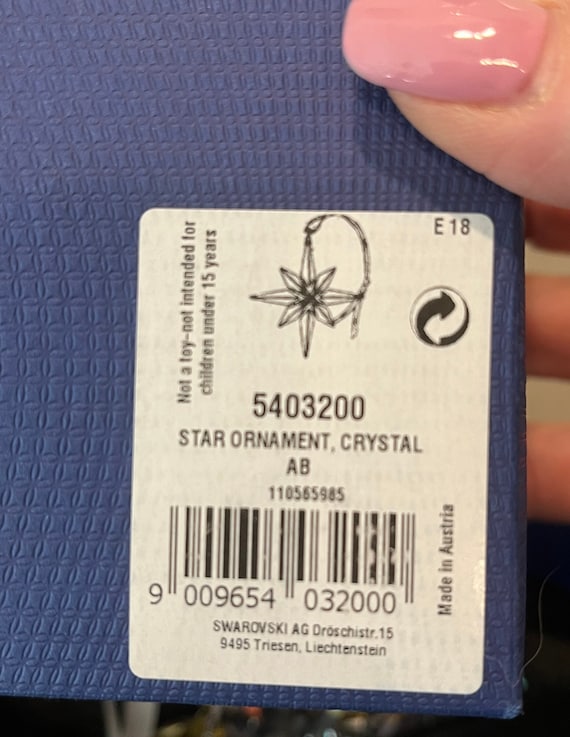 E 18
Not a toy–not intended for
children under 15 years
5403200
STAR ORNAMENT, CRYSTAL
AB
110565985
9 009654 032000
Made in Austria
SWAROVSKI AG Dröschistr.15
9495 Triesen, Liechtenstein